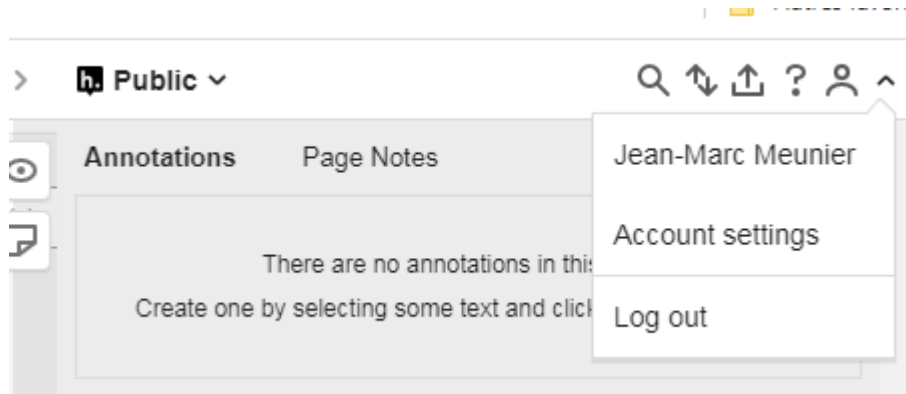 h. Public
Annotations Page Notes
Jean-Marc Meunier
Account settings
There are no annotations in this
Create one by selecting some text and click
Log out